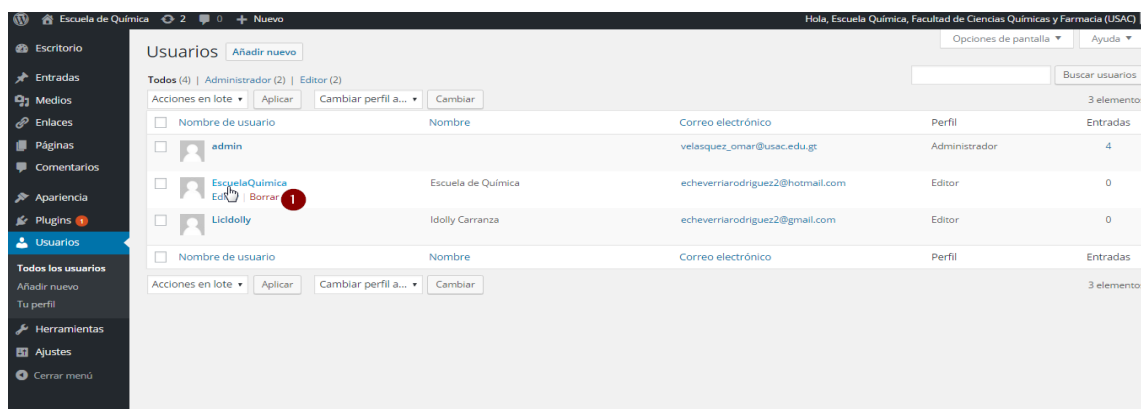 Escuela de Química 2 0 + Nuevo Hola, Escuela Química, Facultad de Ciencias Químicas y Farmacia (USAC) |
Opciones de pantalla ▼ Ayuda ▼
Escritorio
Entradas
Medios
Enlaces
Páginas
Comentarios
Apariencia
Plugins 1
Usuarios
Todos los usuarios
Añadir nuevo
Tu perfil
Herramientas
Ajustes
Cerrar menú
Usuarios Añadir nuevo
Todos (4) | Administrador (2) | Editor (2)
Buscar usuarios
Acciones en lote ▼ Aplicar Cambiar perfil a... ▼ Cambiar 3 elemento
Nombre de usuario Nombre Correo electrónico Perfil Entradas
admin velasquez_omar@usac.edu.gt Administrador 4
EscuelaQuimica Escuela de Química echeverriarodriguez2@hotmail.com Editor 0
| Borrar 1
LicIdolly Idolly Carranza echeverriarodriguez2@gmail.com Editor 0
Nombre de usuario Nombre Correo electrónico Perfil Entradas
Acciones en lote ▼ Aplicar Cambiar perfil a... ▼ Cambiar 3 elemento